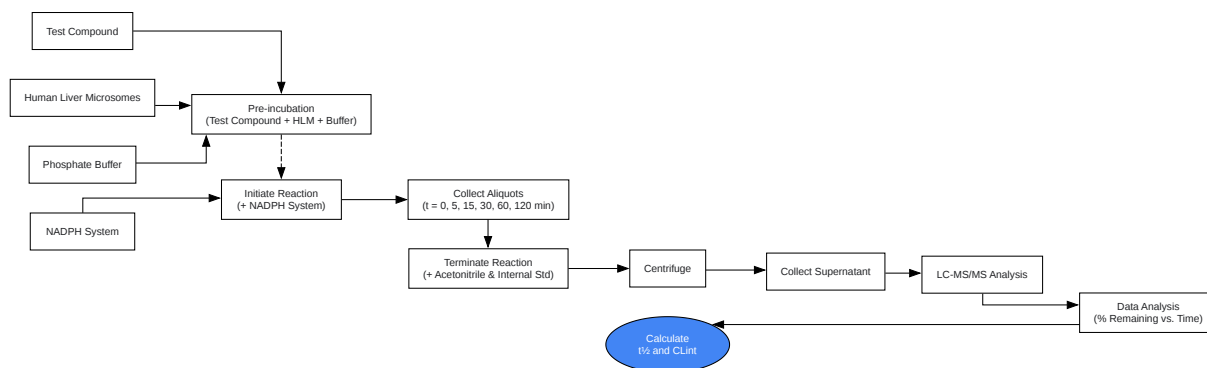 Test Compound
Human Liver Microsomes
Pre-incubation
(Test Compound + HLM + Buffer)
Phosphate Buffer
NADPH System
Initiate Reaction
(+ NADPH System)
Collect Aliquots
(t = 0, 5, 15, 30, 60, 120 min)
Terminate Reaction
(+ Acetonitrile & Internal Std)
Centrifuge
Collect Supernatant
LC-MS/MS Analysis
Data Analysis
(% Remaining vs. Time)
Calculate
t½ and CLint